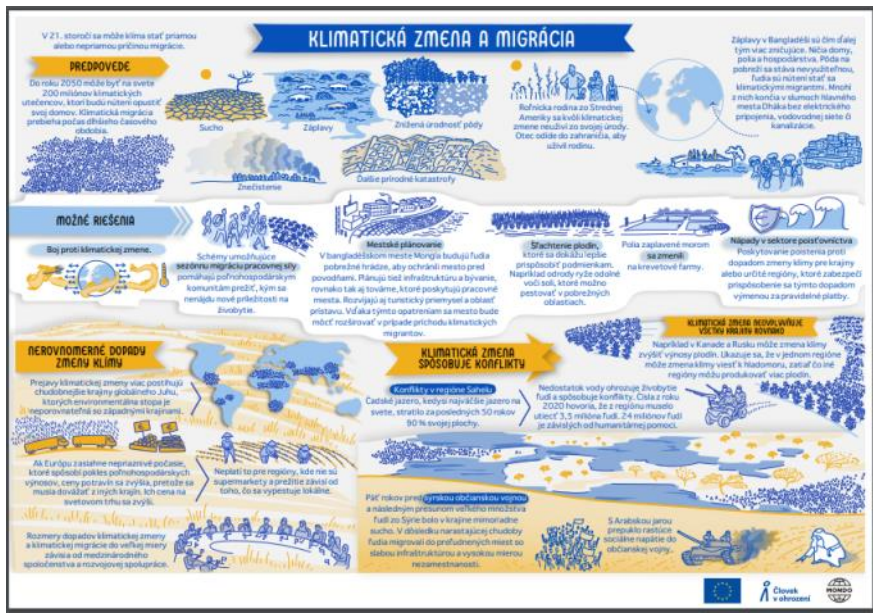 KLIMATICKÁ ZMENA A MIGRÁCIA
V 21. storočí sa môže klíma stať priamou
alebo nepriamou príčinou migrácie.
PREDPOVEDE
Do roku 2050 môže byť na svete
200 miliónov klimatických
utečencov, ktorí budú nútení opustiť
svoj domov. Klimatická migrácia
prebieha počas dlhšieho časového
obdobia.
Sucho
Záplavy
Znížená úrodnosť pôdy
Znečistenie
Ďalšie prírodné katastrofy
Roľnícka rodina zo Strednej
Ameriky sa kvôli klimatickej
zmene neuživí zo svojej úrody.
Otec odíde do zahraničia, aby
uživil rodinu.
Záplavy v Bangladéši sú čím ďalej
tým viac zničujúce. Ničia domy,
polia a hospodárstva. Pôda na
pobreží sa stáva nevyužiteľnou,
ľudia sú nútení stať sa
klimatickými migrantmi. Mnohí
z nich končia v slumoch hlavného
mesta Dháka bez elektrického
pripojenia, vodovodnej siete či
kanalizácie.
MOŽNÉ RIEŠENIA
Boj proti klimatickej zmene.
Schémy umožňujúce
sezónnu migráciu pracovnej sily
pomáhajú poľnohospodárskym
komunitám prežiť, kým sa
nenájdu nové príležitosti na
živobytie.
Mestské plánovanie
V bangladéšskom meste Mongla budujú ľudia
pobrežné hrádze, aby ochránili mesto pred
povodňami. Plánujú tiež infraštruktúru a bývanie,
rovnako tak aj továrne, ktoré poskytujú pracovné
miesta. Rozvíjajú aj turistický priemysel a oblasť
prístavu. Vďaka týmto opatreniam sa mesto bude
môcť rozširovať v prípade príchodu klimatických
migrantov.
Šľachtenie plodín,
ktoré sa dokážu lepšie
prispôsobiť podmienkam.
Napríklad odrody ryže odolné
voči soli, ktoré možno
pestovať v pobrežných
oblastiach.
Polia zaplavené morom
sa zmenili
na krevetové farmy.
Nápady v sektore poisťovníctva
Poskytovanie poistenia proti
dopadom zmeny klímy pre krajiny
alebo určité regióny, ktoré zabezpečí
prispôsobenie sa týmto dopadom
výmenou za pravidelné platby.
NEROVNOMERNÉ DOPADY
ZMENY KLÍMY
Prejavy klimatickej zmeny viac postihujú
chudobnejšie krajiny globálneho Juhu,
ktorých environmentálna stopa je
neporovnateľná so západnými krajinami.
Ak Európu zasiahne nepriaznivé počasie,
ktoré spôsobí pokles poľnohospodárskych
výnosov, ceny potravín sa zvýšia, pretože sa
musia dovážať z iných krajín. Ich cena na
svetovom trhu sa zvýši.
Neplatí to pre regióny, kde nie sú
supermarkety a prežitie závisí od
toho, čo sa vypestuje lokálne.
Rozmery dopadov klimatickej zmeny
a klimatickej migrácie do veľkej miery
závisia od medzinárodného
spoločenstva a rozvojovej spolupráce.
KLIMATICKÁ ZMENA
SPÔSOBUJE KONFLIKTY
Konflikty v regióne Sahelu
Čadské jazero, kedysi najväčšie jazero na
svete, stratilo za posledných 50 rokov
90 % svojej plochy.
Nedostatok vody ohrozuje živobytie
ľudí a spôsobuje konflikty. Čísla z roku
2020 hovoria, že z regiónu muselo
utiecť 3,5 milióna ľudí. 24 miliónov ľudí
je závislých od humanitárnej pomoci.
KLIMATICKÁ ZMENA NEOVPLYVŇUJE
VŠETKY KRAJINY ROVNAKO
Napríklad v Kanade a Rusku môže zmena klímy
zvýšiť výnosy plodín. Ukazuje sa, že v jednom regióne
môže zmena klímy viesť k hladomoru, zatiaľ čo iné
regióny môžu produkovať viac plodín.
Päť rokov pred sýrskou občianskou vojnou
a následným presunom veľkého množstva
ľudí zo Sýrie bolo v krajine mimoriadne
sucho. V dôsledku narastajúcej chudoby
ľudia migrovali do preľudnených miest so
slabou infraštruktúrou a vysokou mierou
nezamestnanosti.
S Arabskou jarou
prepuklo rastúce
sociálne napätie do
občianskej vojny.
Človek
v ohrození
MONDO